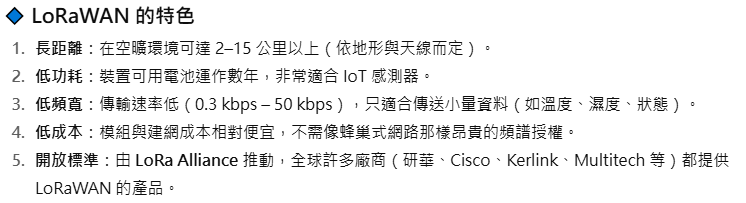 LoRaWAN 的特色
1. 長距離：在空曠環境可達 2–15 公里以上（依地形與天線而定）。
2. 低功耗：裝置可用電池運作數年，非常適合 IoT 感測器。
3. 低頻寬：傳輸速率低（0.3 kbps – 50 kbps），只適合傳送小量資料（如溫度、濕度、狀態）。
4. 低成本：模組與建網成本相對便宜，不需像蜂巢式網路那樣昂貴的頻譜授權。
5. 開放標準：由 LoRa Alliance 推動，全球許多廠商（研華、Cisco、Kerlink、Multitech 等）都提供
LoRaWAN 的產品。